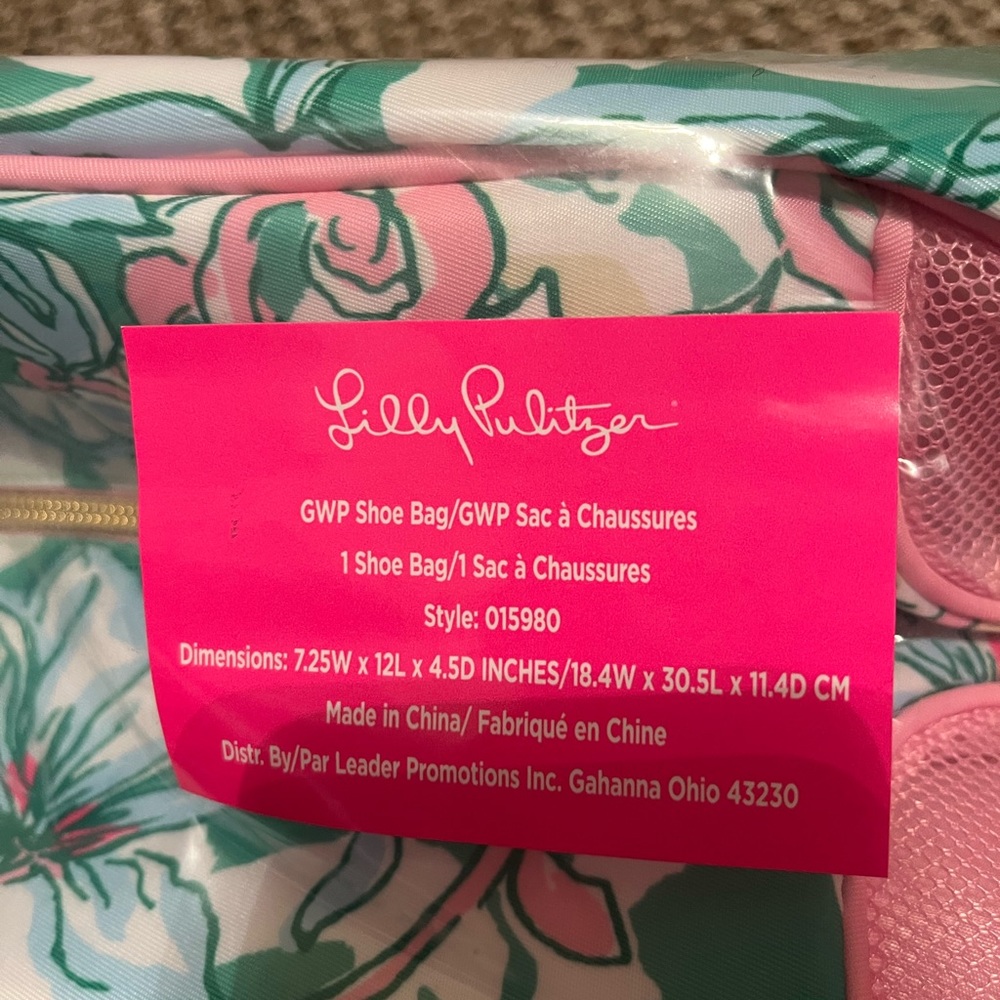 Lilly Pulitzer
GWP Shoe Bag/GWP Sac à Chaussures
1 Shoe Bag/1 Sac à Chaussures
Style: 015980
Dimensions: 7.25W x 12L x 4.5D INCHES/18.4W x 30.5L x 11.4D CM
Made in China/ Fabriqué en Chine
Distr. By/Par Leader Promotions Inc. Gahanna Ohio 43230